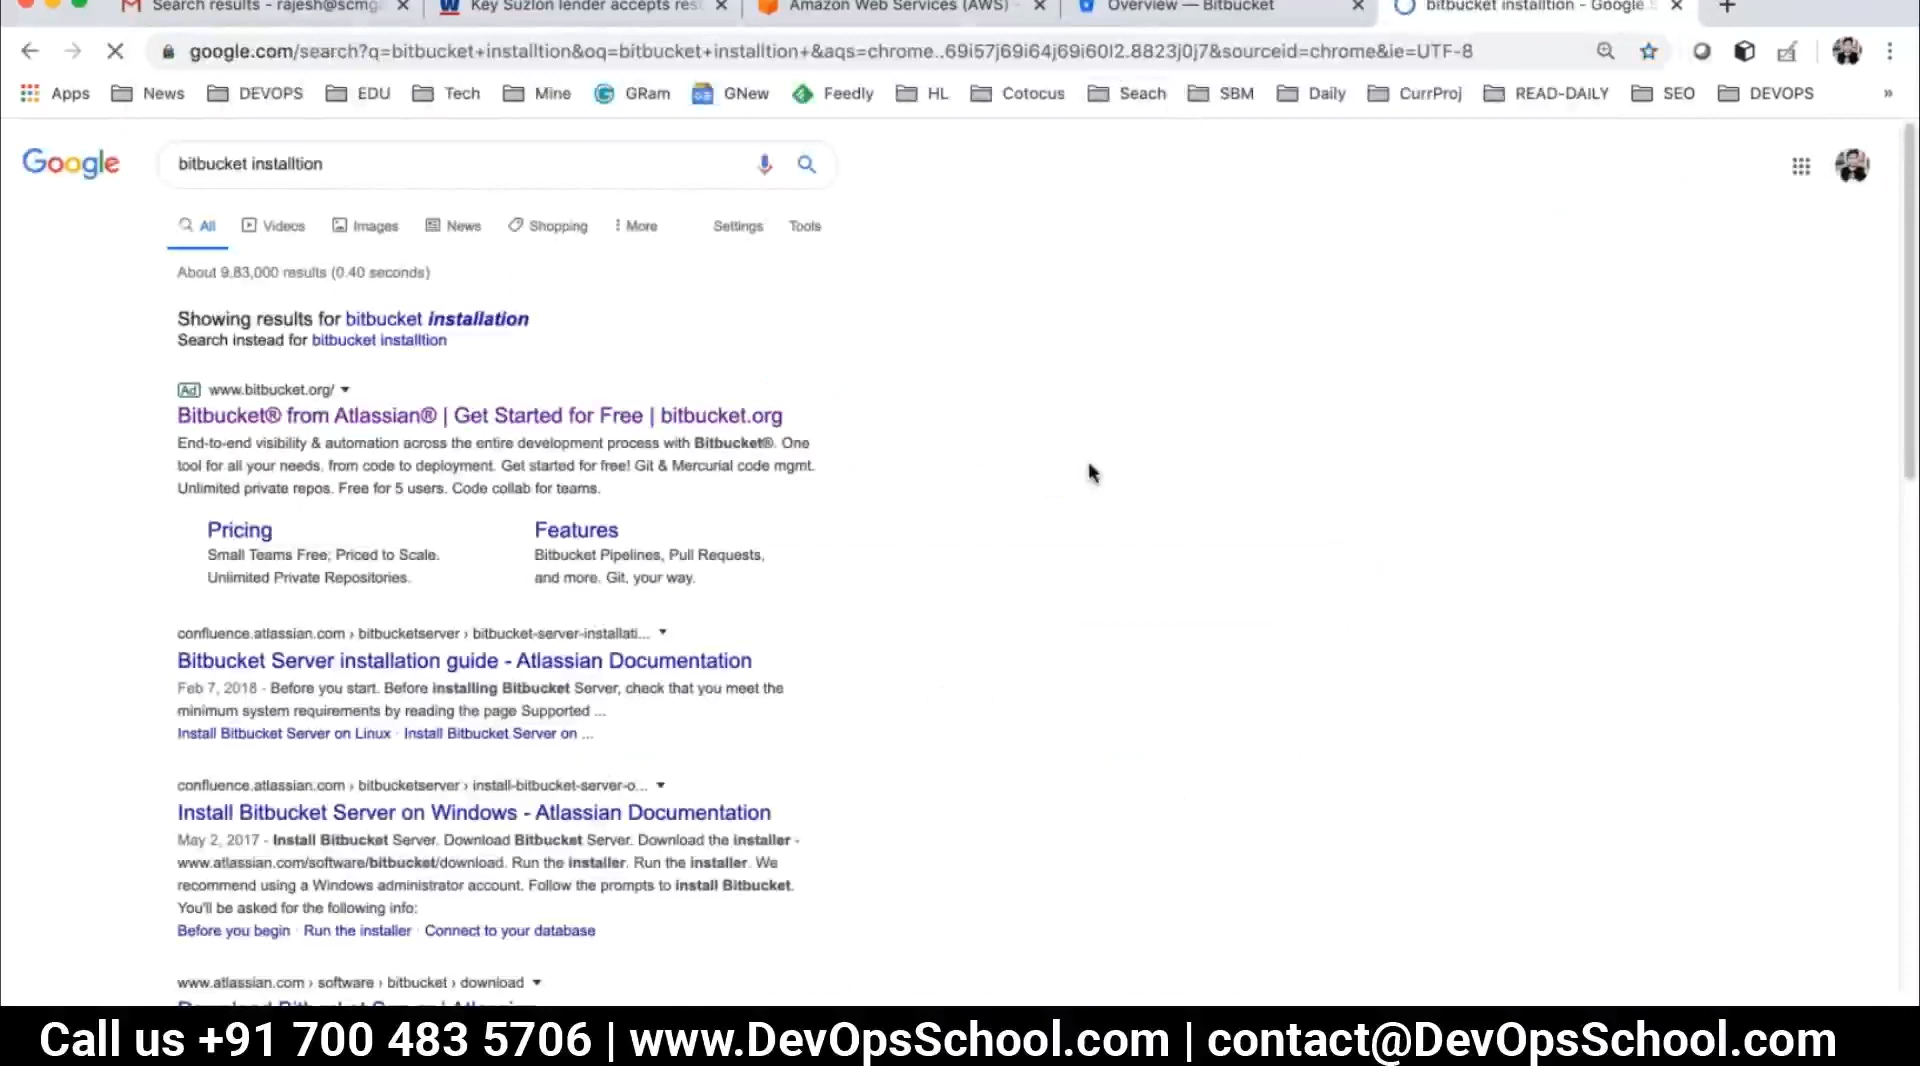 Search results - rajesh@scmg
Key Suzlon lender accepts res
Amazon Web Services (AWS)
Overview — Bitbucket
bitbucket installtion - Google S
google.com/search?q=bitbucket+installtion&oq=bitbucket+installtion+&aqs=chrome..69i57j69i64j69i60l2.8823j0j7&sourceid=chrome&ie=UTF-8
Apps News DEVOPS EDU Tech Mine GRam GNew Feedly HL Cotocus Seach SBM Daily CurrProj READ-DAILY SEO DEVOPS »
Google
bitbucket installtion
All Videos Images News Shopping More Settings Tools
About 9,83,000 results (0.40 seconds)
Showing results for bitbucket installation
Search instead for bitbucket installtion
Ad www.bitbucket.org/
Bitbucket® from Atlassian® | Get Started for Free | bitbucket.org
End-to-end visibility & automation across the entire development process with Bitbucket®. One
tool for all your needs, from code to deployment. Get started for free! Git & Mercurial code mgmt.
Unlimited private repos. Free for 5 users. Code collab for teams.
Pricing
Small Teams Free; Priced to Scale.
Unlimited Private Repositories.
Features
Bitbucket Pipelines, Pull Requests,
and more. Git, your way.
confluence.atlassian.com › bitbucketserver › bitbucket-server-installati...
Bitbucket Server installation guide - Atlassian Documentation
Feb 7, 2018 - Before you start. Before installing Bitbucket Server, check that you meet the
minimum system requirements by reading the page Supported ...
Install Bitbucket Server on Linux · Install Bitbucket Server on ...
confluence.atlassian.com › bitbucketserver › install-bitbucket-server-o...
Install Bitbucket Server on Windows - Atlassian Documentation
May 2, 2017 - Install Bitbucket Server. Download Bitbucket Server. Download the installer -
www.atlassian.com/software/bitbucket/download. Run the installer. Run the installer. We
recommend using a Windows administrator account. Follow the prompts to install Bitbucket.
You'll be asked for the following info:
Before you begin · Run the installer · Connect to your database
www.atlassian.com › software › bitbucket › download
Download Bitbucket Server | Atlassian
Call us +91 700 483 5706 | www.DevOpsSchool.com | contact@DevOpsSchool.com